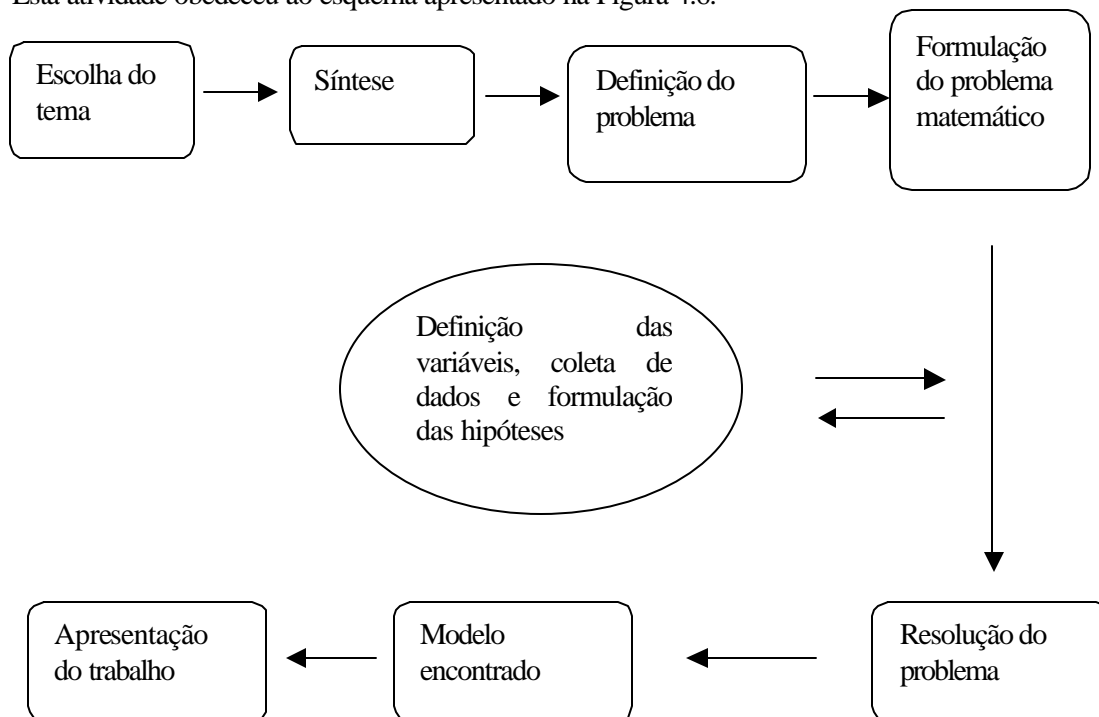 Esta atividade obedeceu ao esquema apresentado na Figura 4.8.
Escolha do
tema
Síntese
Definição do
problema
Formulação
do problema
matemático
Definição das
variáveis, coleta de
dados e formulação
das hipóteses
Apresentação
do trabalho
Modelo
encontrado
Resolução do
problema